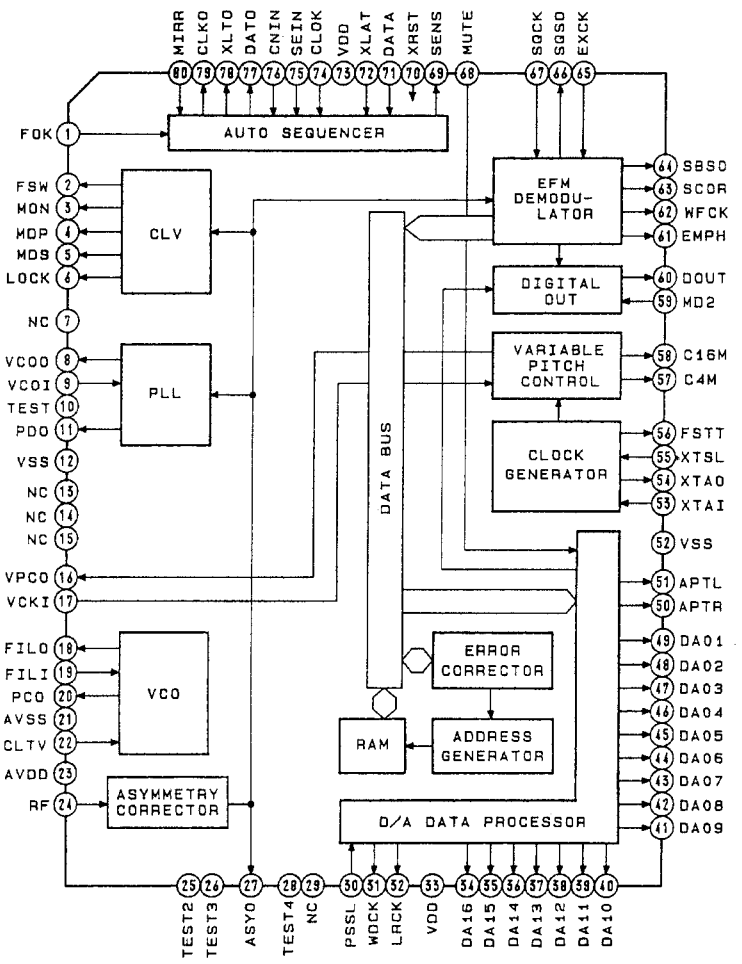 MIRR
CLKO
XLTO
DATO
CNIN
SEIN
CLOK
VDD
XLAT
DATA
XRST
SENS
MUTE
SQCK
SQSO
EXCK
80
79
78
77
76
75
74
73
72
71
70
69
68
67
66
65
FOK 1
AUTO SEQUENCER
FSW 2
MON 3
MDP 4
MDS 5
LOCK 6
CLV
EFM
DEMODU-
LATOR
64 SBSO
63 SCOR
62 WFCK
61 EMPH
DIGITAL
OUT
60 DOUT
59 MD2
NC 7
VCOO 8
VCOI 9
TEST 10
PDO 11
PLL
VARIABLE
PITCH
CONTROL
58 C16M
57 C4M
VSS 12
NC 13
NC 14
NC 15
DATA BUS
CLOCK
GENERATOR
56 FSTT
55 XTSL
54 XTAO
53 XTAI
52 VSS
VPCO 16
VCKI 17
51 APTL
50 APTR
FILO 18
FILI 19
PCO 20
AVSS 21
CLTV 22
AVDD 23
RF 24
VCO
ERROR
CORRECTOR
RAM
ADDRESS
GENERATOR
ASYMMETRY
CORRECTOR
D/A DATA PROCESSOR
49 DA01
48 DA02
47 DA03
46 DA04
45 DA05
44 DA06
43 DA07
42 DA08
41 DA09
25
26
27
28
29
30
31
32
33
34
35
36
37
38
39
40
TEST2
TEST3
ASYO
TEST4
NC
PSSL
WDCK
LRCK
VDD
DA16
DA15
DA14
DA13
DA12
DA11
DA10